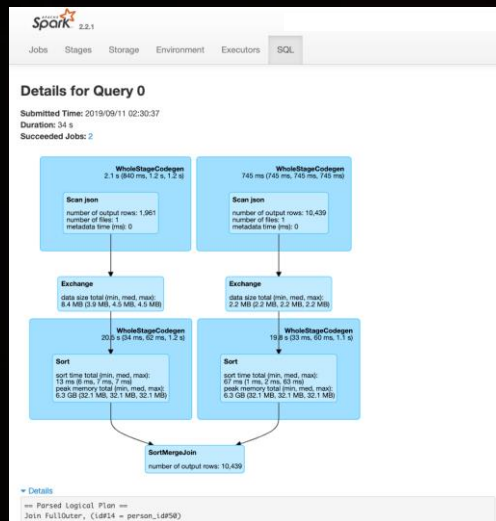 APACHE
Spark 2.2.1
Jobs Stages Storage Environment Executors SQL
Details for Query 0
Submitted Time: 2019/09/11 02:30:37
Duration: 34 s
Succeeded Jobs: 2
WholeStageCodegen
2.1 s (840 ms, 1.2 s, 1.2 s)
Scan json
number of output rows: 1,961
number of files: 1
metadata time (ms): 0
WholeStageCodegen
745 ms (745 ms, 745 ms, 745 ms)
Scan json
number of output rows: 10,439
number of files: 1
metadata time (ms): 0
Exchange
data size total (min, med, max):
8.4 MB (3.9 MB, 4.5 MB, 4.5 MB)
Exchange
data size total (min, med, max):
2.2 MB (2.2 MB, 2.2 MB, 2.2 MB)
WholeStageCodegen
(34 ms, 62 ms, 1.2 s)
Sort
sort time total (min, med, max):
13 ms (6 ms, 7 ms, 7 ms)
peak memory total (min, med, max):
6.3 GB (32.1 MB, 32.1 MB, 32.1 MB)
WholeStageCodegen
(33 ms, 60 ms, 1.1 s)
Sort
sort time total (min, med, max):
67 ms (1 ms, 2 ms, 63 ms)
peak memory total (min, med, max):
6.3 GB (32.1 MB, 32.1 MB, 32.1 MB)
SortMergeJoin
number of output rows: 10,439
Details
== Parsed Logical Plan ==
Join FullOuter, (id#14 = person_id#50)